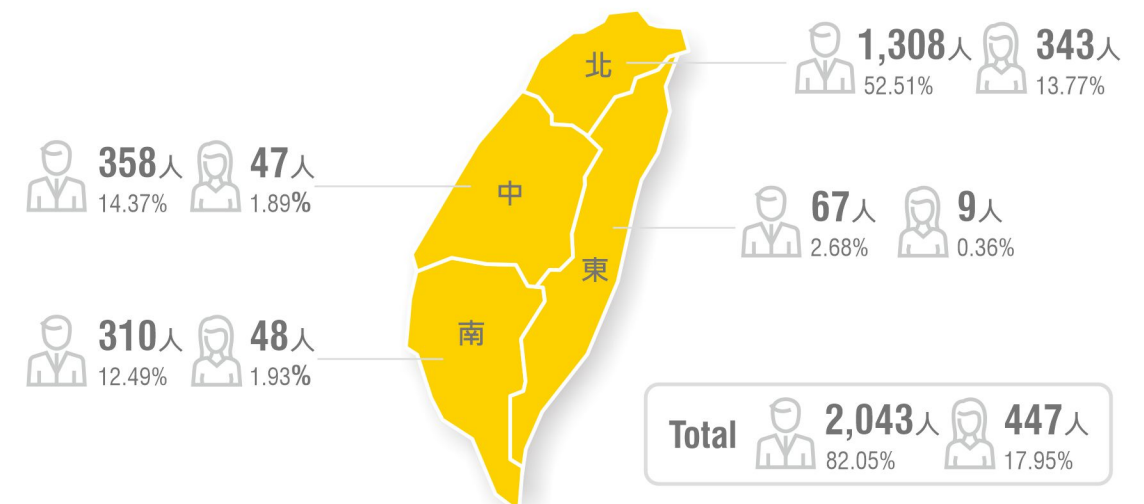 北
1,308人 343人
52.51% 13.77%
358人 47人
14.37% 1.89%
中
67人 9人
2.68% 0.36%
東
310人 48人
12.49% 1.93%
南
Total 2,043人 447人
82.05% 17.95%